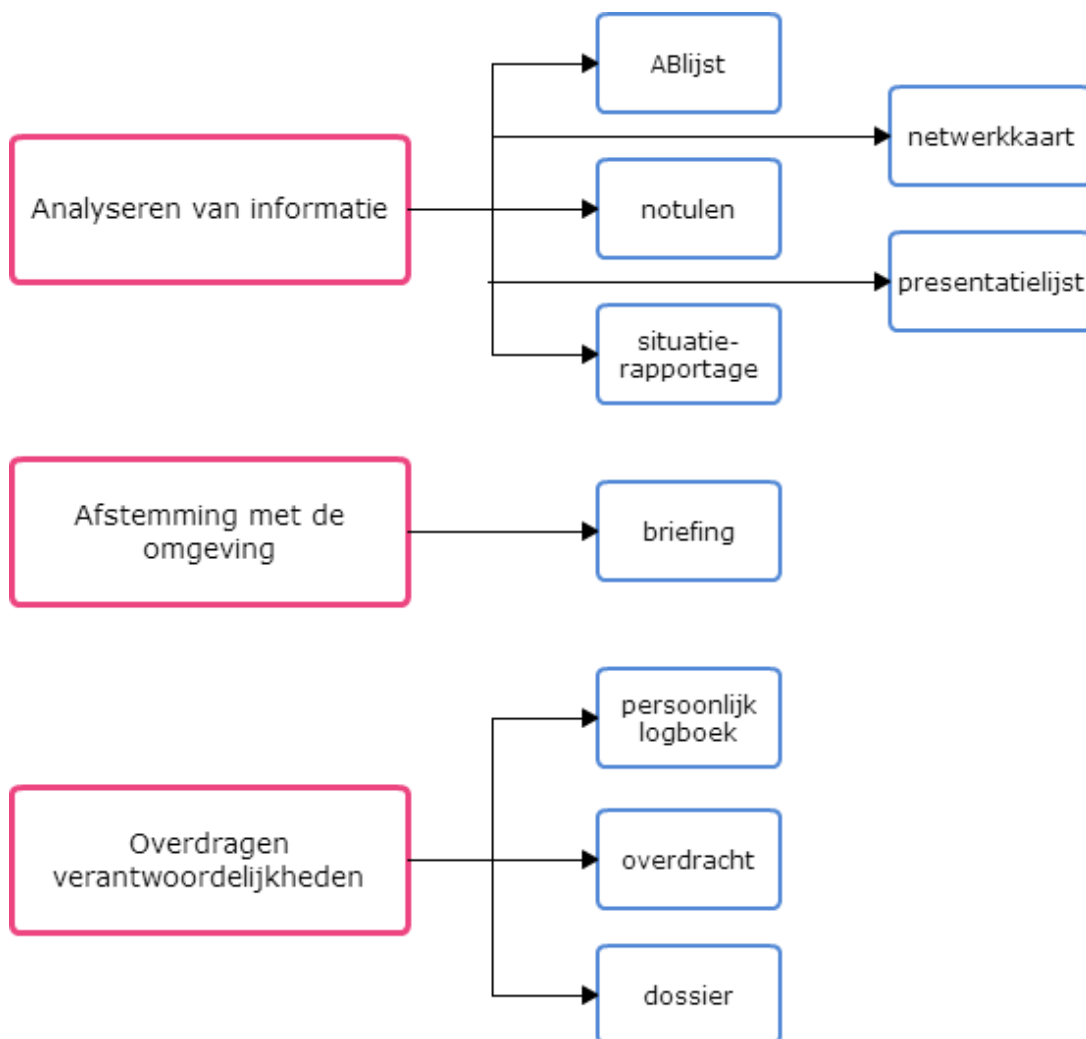 ABlijst
netwerkkaart
Analyseren van informatie
notulen
presentatielijst
situatie-
rapportage
Afstemming met de
omgeving
briefing
persoonlijk
logboek
Overdragen
verantwoordelijkheden
overdracht
dossier